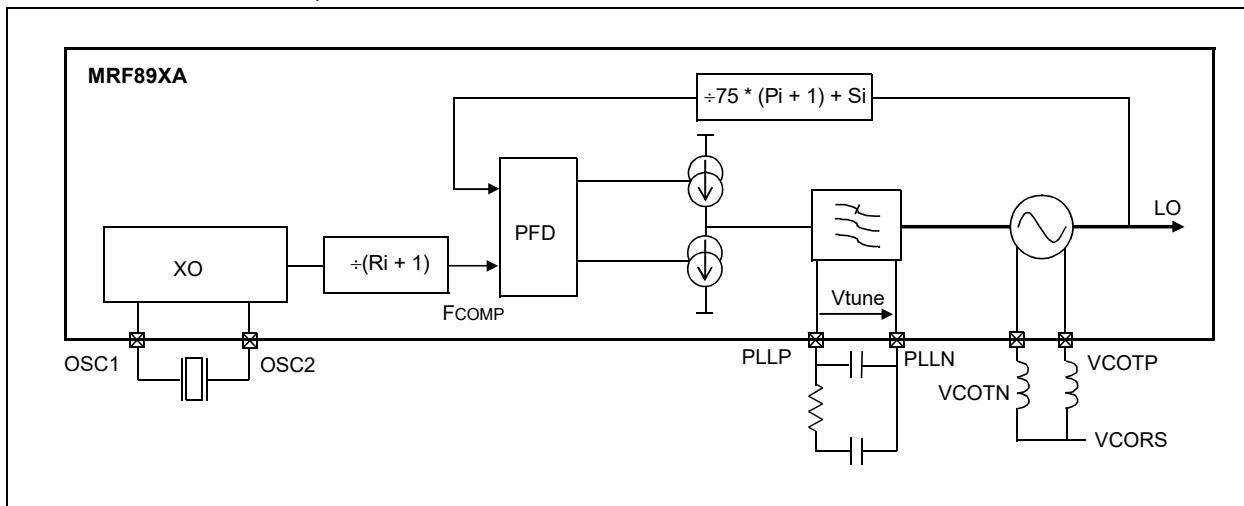 MRF89XA
÷75 * (Pi + 1) + Si
LO
PFD
XO
÷(Ri + 1)
FCOMP
Vtune
OSC1
OSC2
PLLP
PLLN
VCOTN
VCOTP
VCORS